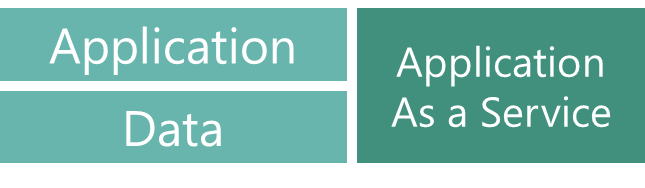 Application
Data
Application
As a Service